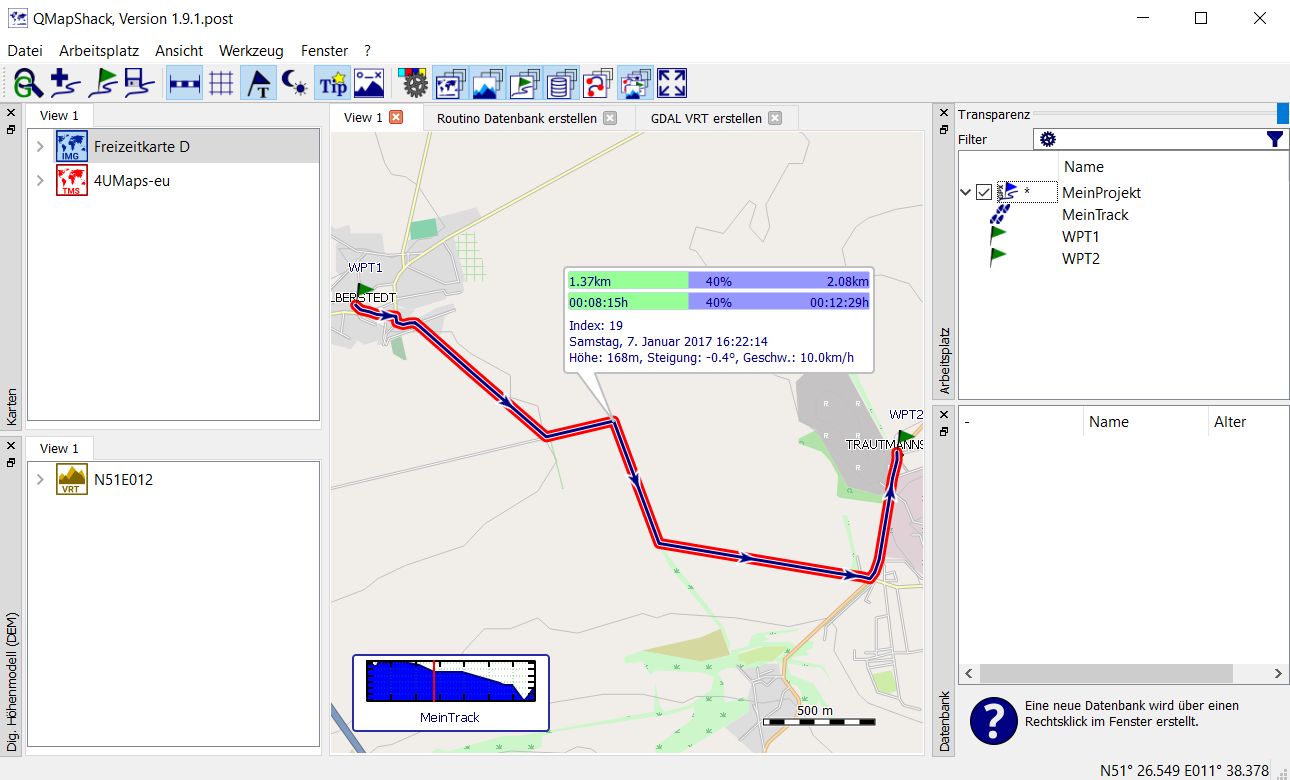 QMapShack, Version 1.9.1.post
Datei Arbeitsplatz Ansicht Werkzeug Fenster ?
Tip
View 1
Freizeitkarte D
IMG
4UMaps-eu
TMS
Karten
View 1
N51E012
VRT
Dig. Höhenmodell (DEM)
View 1
Routino Datenbank erstellen
GDAL VRT erstellen
WPT1
LBERSTEDT
1.37km 40% 2.08km
00:08:15h 40% 00:12:29h
Index: 19
Samstag, 7. Januar 2017 16:22:14
Höhe: 168m, Steigung: -0.4°, Geschw.: 10.0km/h
R
R
R
R
R
WPT2
TRAUTMANNS
MeinTrack
500 m
Transparenz
Filter
Name
* MeinProjekt
MeinTrack
WPT1
WPT2
Arbeitsplatz
- Name Alter
Datenbank
?
Eine neue Datenbank wird über einen
Rechtsklick im Fenster erstellt.
N51° 26.549 E011° 38.378